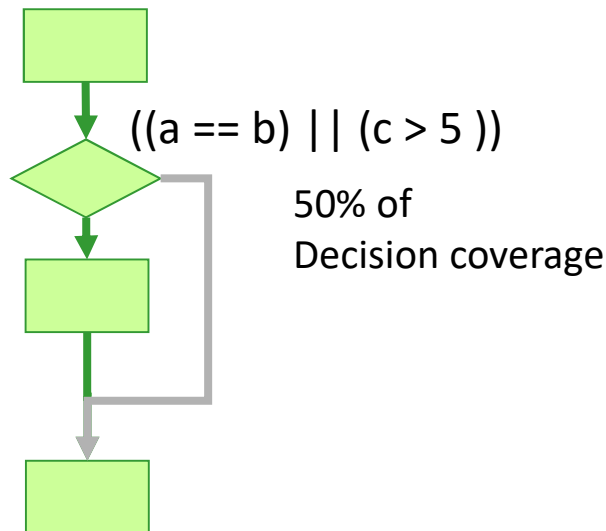 ((a == b) || (c > 5 ))
50% of
Decision coverage